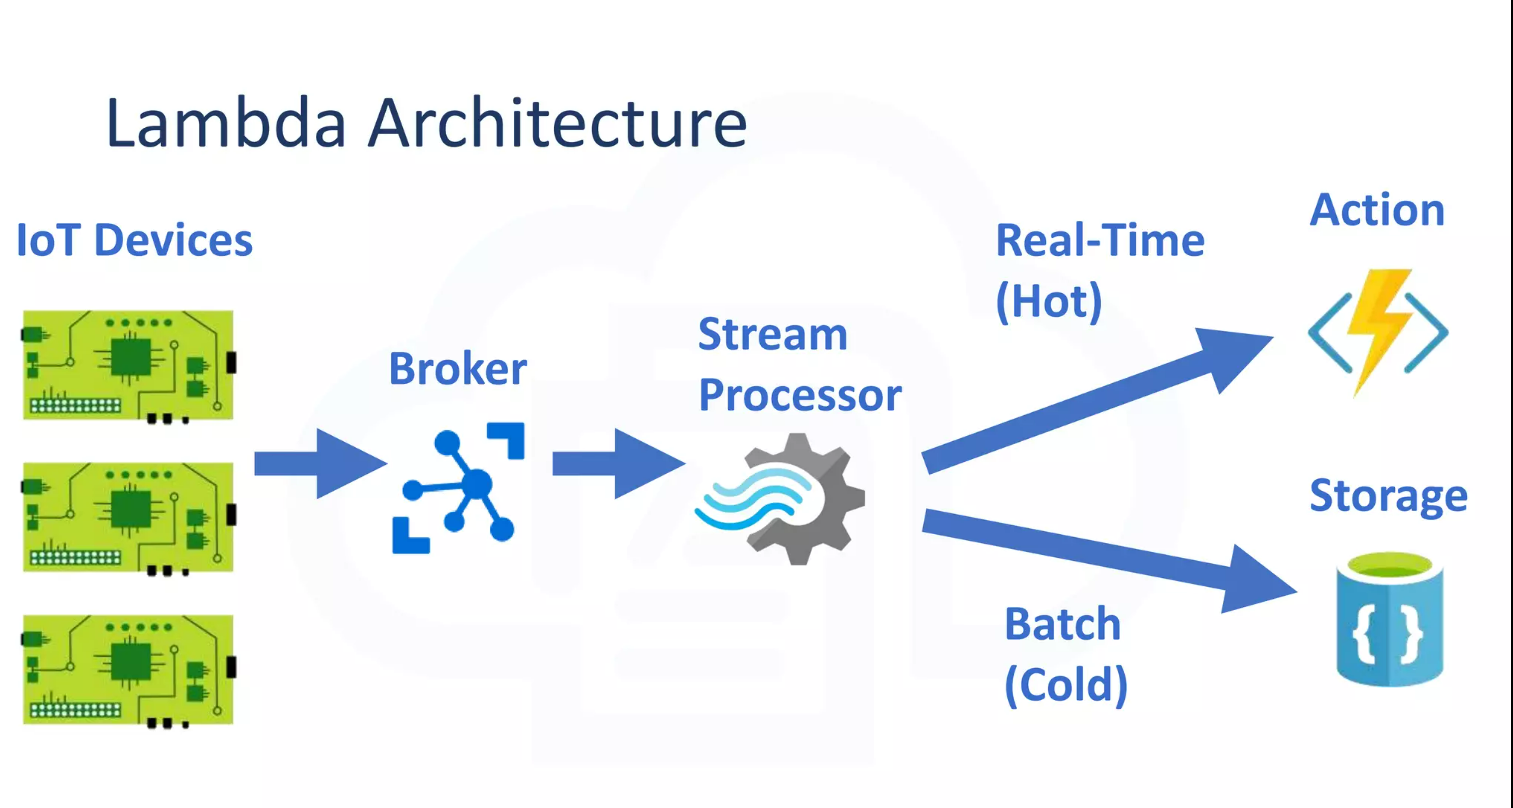 Lambda Architecture
IoT Devices
Broker
Stream
Processor
Real-Time
(Hot)
Action
Storage
Batch
(Cold)